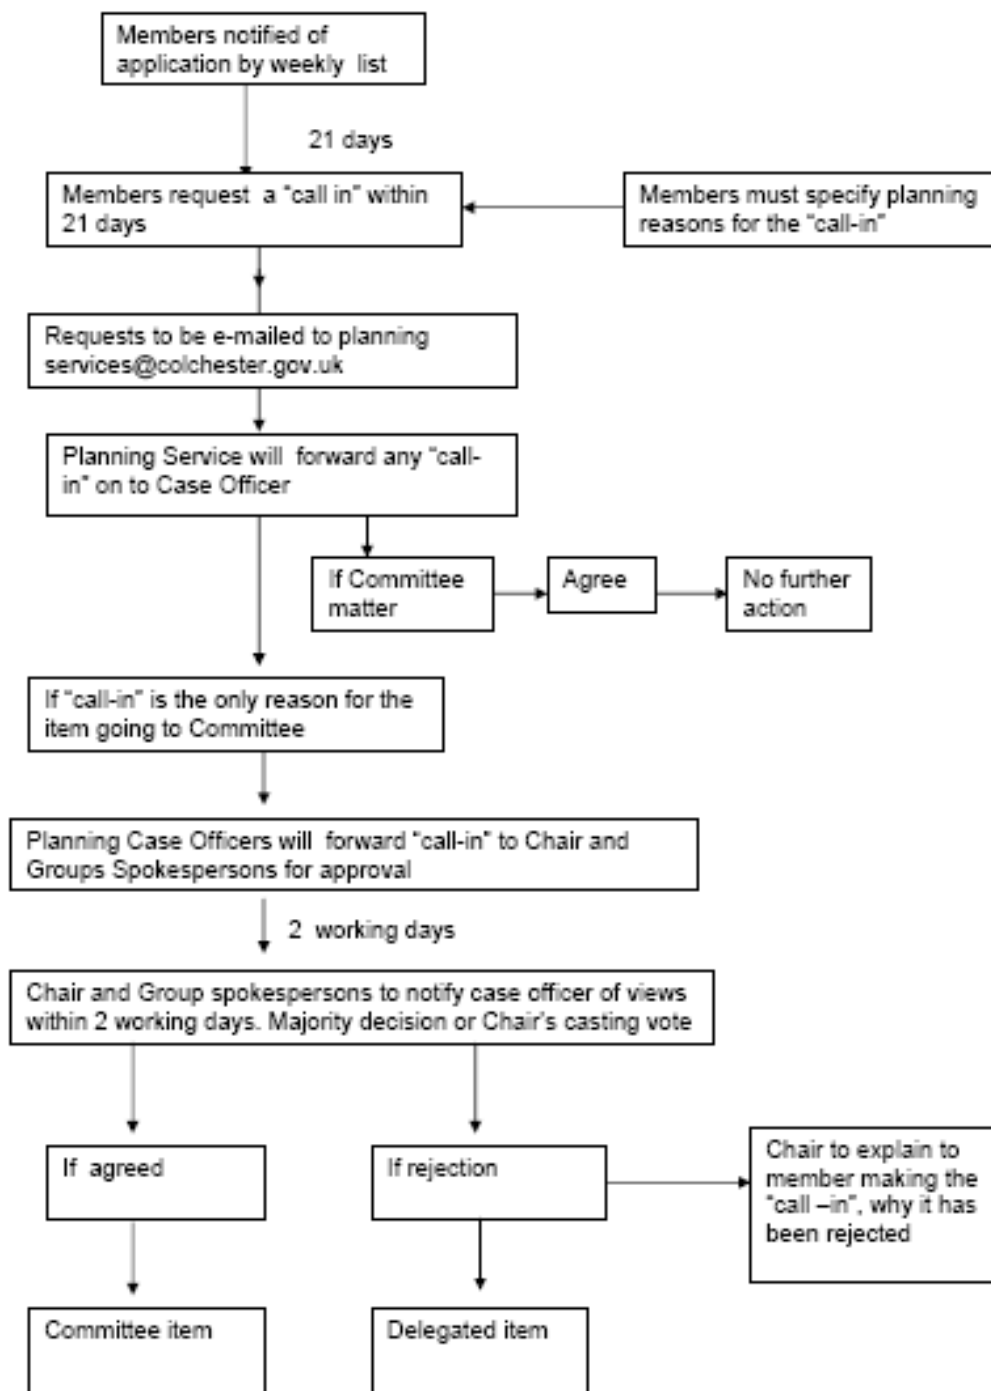 Members notified of
application by weekly list
21 days
Members request a “call in” within
21 days
Members must specify planning
reasons for the “call-in”
Requests to be e-mailed to planning
services@colchester.gov.uk
Planning Service will forward any “call-
in” on to Case Officer
If Committee
matter
Agree
No further
action
If “call-in” is the only reason for the
item going to Committee
Planning Case Officers will forward “call-in” to Chair and
Groups Spokespersons for approval
2 working days
Chair and Group spokespersons to notify case officer of views
within 2 working days. Majority decision or Chair's casting vote
If agreed
If rejection
Chair to explain to
member making the
“call –in”, why it has
been rejected
Committee item
Delegated item